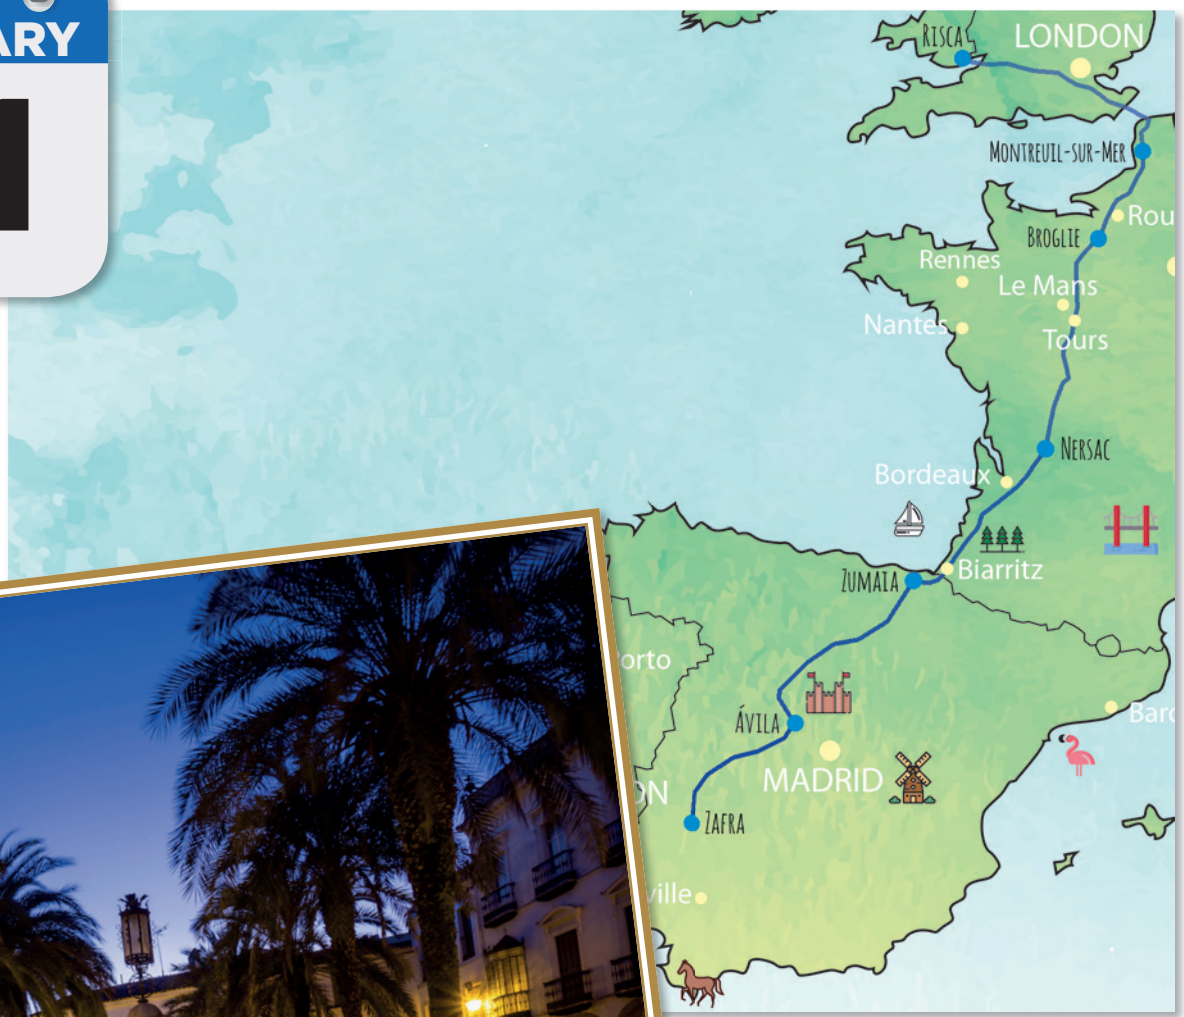 ARY
RISCA
LONDON
MONTREUIL-SUR-MER
Rou
BROGLIE
Rennes
Le Mans
Nantes
Tours
NERSAC
Bordeaux
Biarritz
ZUMAIA
orto
Barc
ÁVILA
MADRID
ON
ZAFRA
ville